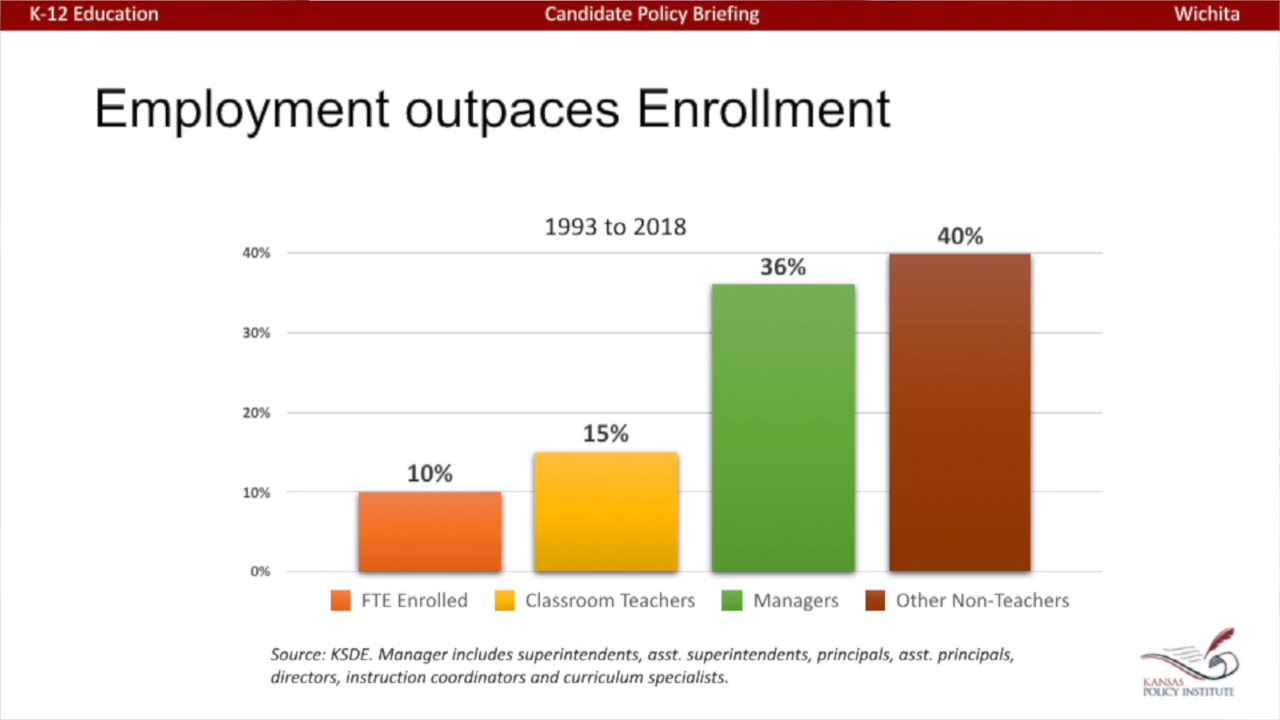 K-12 Education
Candidate Policy Briefing
Wichita
Employment outpaces Enrollment
1993 to 2018
40%
30%
20%
10%
0%
10%
15%
36%
40%
FTE Enrolled
Classroom Teachers
Managers
Other Non-Teachers
Source: KSDE. Manager includes superintendents, asst. superintendents, principals, asst. principals,
directors, instruction coordinators and curriculum specialists.
KANSAS
POLICY INSTITUTE